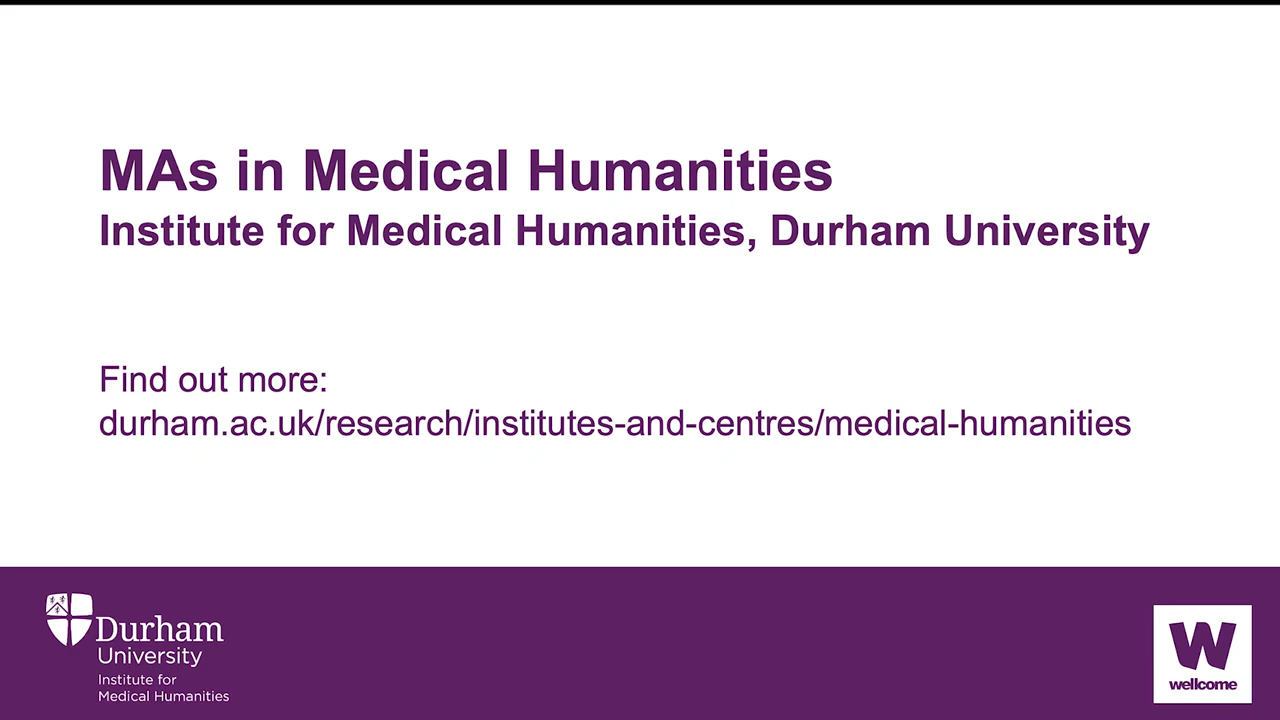 MAs in Medical Humanities
Institute for Medical Humanities, Durham University
Find out more:
durham.ac.uk/research/institutes-and-centres/medical-humanities
Durham
University
Institute for
Medical Humanities
W
wellcome